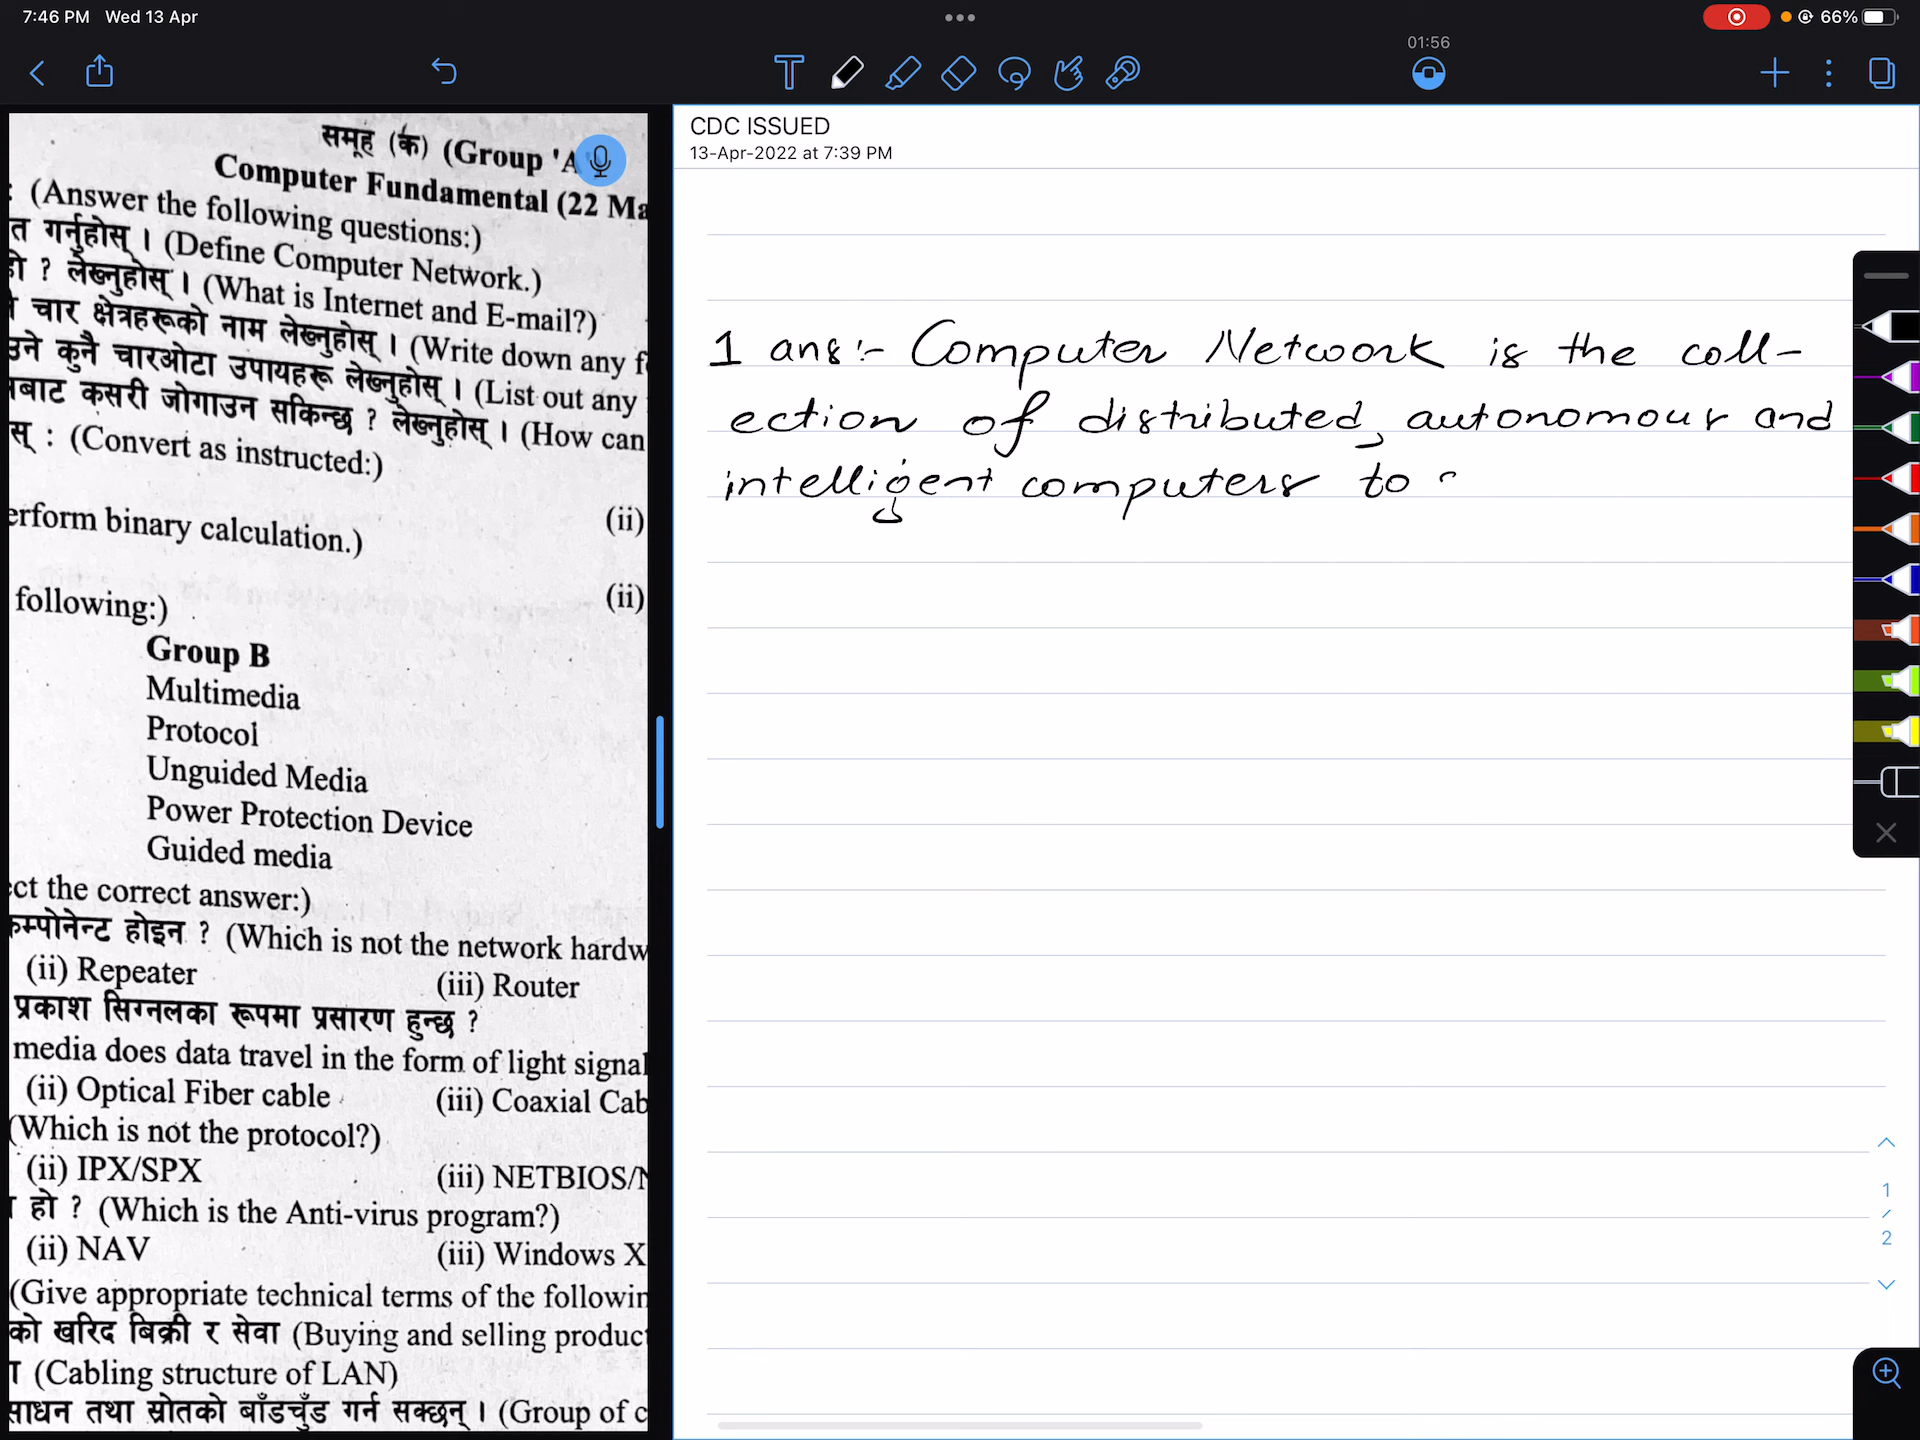 7:46 PM Wed 13 Apr
66%
01:56
समूह (क) (Group 'A
Computer Fundamental (22 Ma
: (Answer the following questions:)
त गर्नुहोस् । (Define Computer Network.)
हो ? लेख्नुहोस् । (What is Internet and E-mail?)
चार क्षेत्रहरूको नाम लेख्नुहोस् । (Write down any f
उने कुनै चारओटा उपायहरू लेख्नुहोस् । (List out any
बाट कसरी जोगाउन सकिन्छ ? लेख्नुहोस् । (How can
स् : (Convert as instructed:)
(ii)
erform binary calculation.)
(ii)
following:)
Group B
Multimedia
Protocol
Unguided Media
Power Protection Device
Guided media
ect the correct answer:)
कम्पोनेन्ट होइन ? (Which is not the network hardw
(ii) Repeater (iii) Router
प्रकाश सिग्नलका रूपमा प्रसारण हुन्छ ?
media does data travel in the form of light signal
(ii) Optical Fiber cable (iii) Coaxial Cab
(Which is not the protocol?)
(ii) IPX/SPX (iii) NETBIOS/N
हो ? (Which is the Anti-virus program?)
(ii) NAV (iii) Windows X
(Give appropriate technical terms of the followin
को खरिद बिक्री र सेवा (Buying and selling product
(Cabling structure of LAN)
साधन तथा स्रोतको बाँडचुँड गर्न सक्छन् । (Group of c
CDC ISSUED
13-Apr-2022 at 7:39 PM
1 ans:- Computer Network is the coll-
ection of distributed, autonomour and
intelligent computers to
1
2